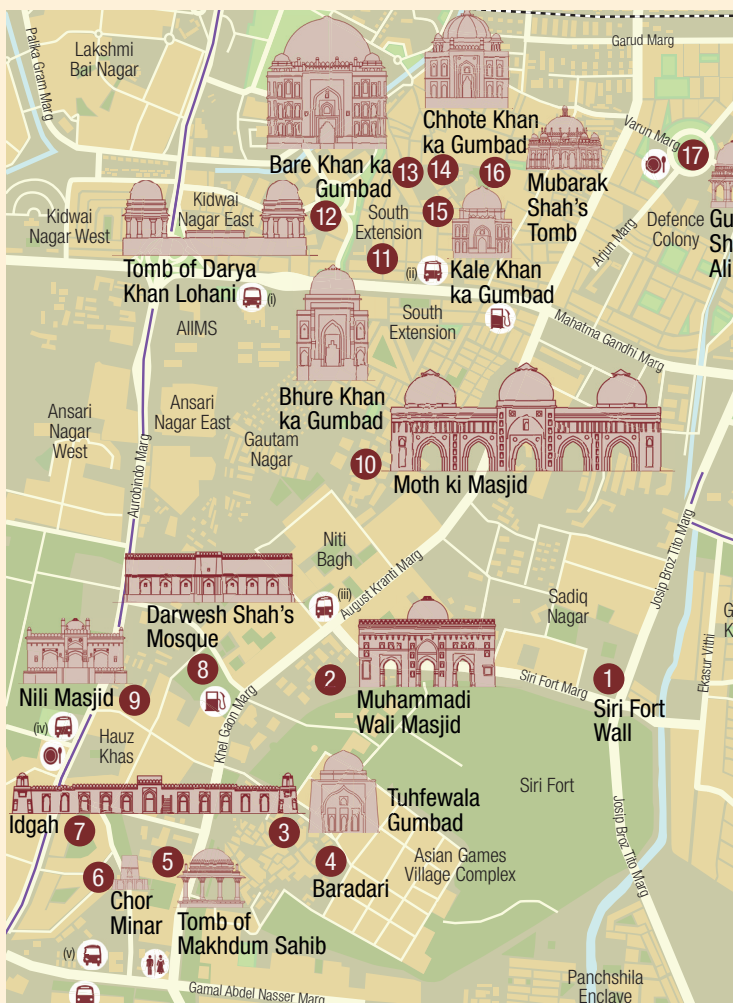 Palika Gram Marg
Lakshmi
Bai Nagar
Garud Marg
Chhote Khan
ka Gumbad
Varun Marg
17
Bare Khan ka
Gumbad
13
14
16
Mubarak
Shah's
Tomb
Kidwai
Nagar West
Kidwai
Nagar East
12
South
Extension
15
Defence
Colony
Arjun Marg
Gu
Sh
Ali
11
Tomb of Darya
Khan Lohani
(i)
(ii)
Kale Khan
ka Gumbad
AIIMS
South
Extension
Mahatma Gandhi Marg
Bhure Khan
ka Gumbad
Ansari
Nagar
West
Ansari
Nagar East
Gautam
Nagar
10
Moth ki Masjid
Aurobindo Marg
Niti
Bagh
August Kranti Marg
(iii)
Josip Broz Tito Marg
Sadiq
Nagar
G
K
Ekasur Vithi
Darwesh Shah's
Mosque
8
2
Muhammadi
Wali Masjid
Siri Fort Marg
1
Siri Fort
Wall
Nili Masjid
9
(iv)
Hauz
Khas
Khel Gaon Marg
Siri Fort
Tuhfewala
Gumbad
Idgah
7
3
Josip Broz Tito Marg
6
5
4
Baradari
Asian Games
Village Complex
Chor
Minar
Tomb of
Makhdum Sahib
(v)
Gamal Abdel Nasser Marg
Panchshila
Enclave